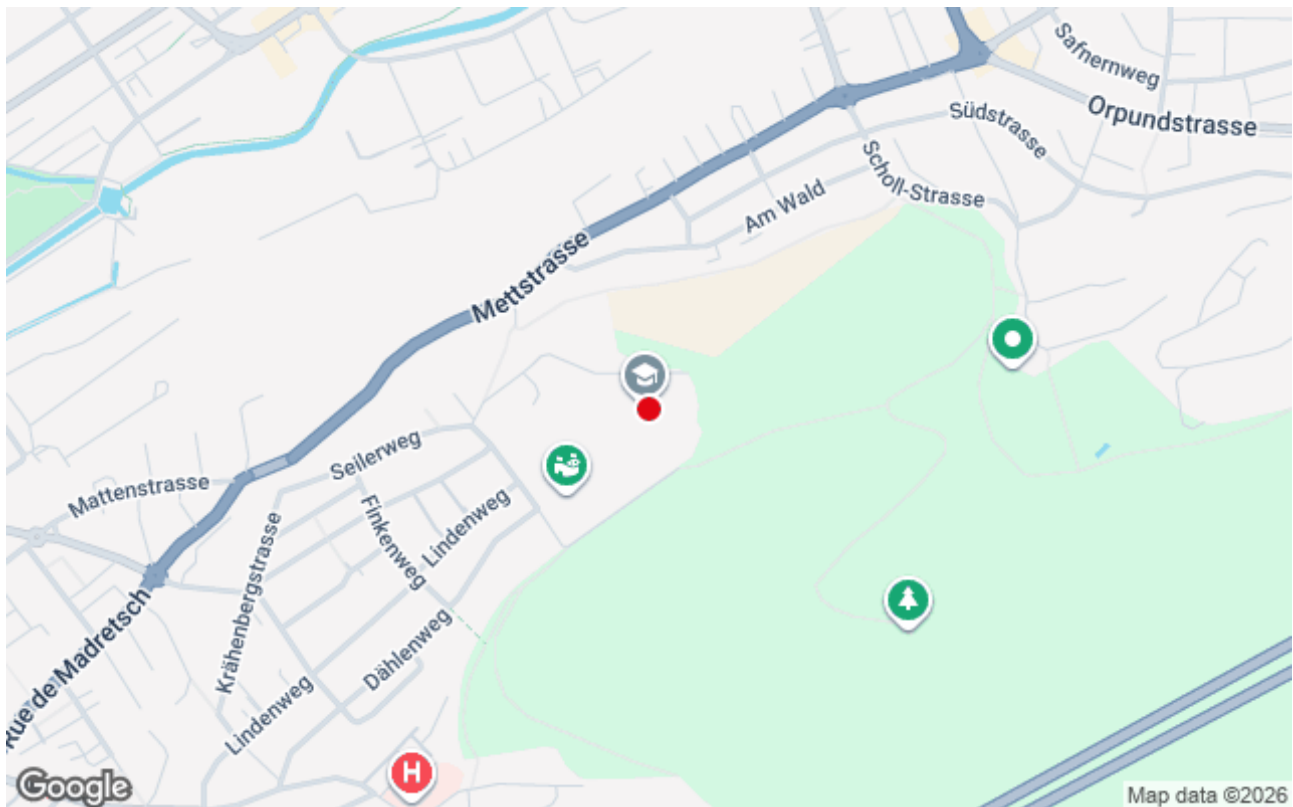 Safnernweg
Orpundstrasse
Südstrasse
Scholl-Strasse
Am Wald
Mettstrasse
Seilerweg
Mattenstrasse
Finkenweg
Lindenweg
Krähenbergstrasse
Dählenweg
Rue de Madretsch
Lindenweg
H
Google
Map data ©2026